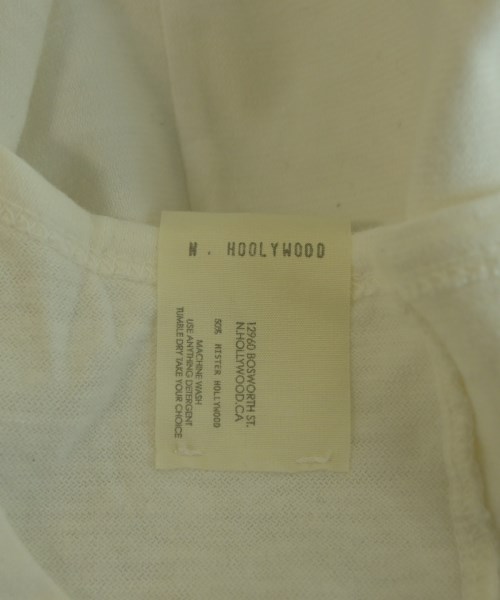 N. HOOLYWOOD
12960 BOSWORTH ST.
N.HOLLYWOOD,CA
50% MISTER HOLLYWOOD
MACHINE WASH
USE ANYTHING DETERGENT
TUMBLE DRY TAKE YOUR CHOICE